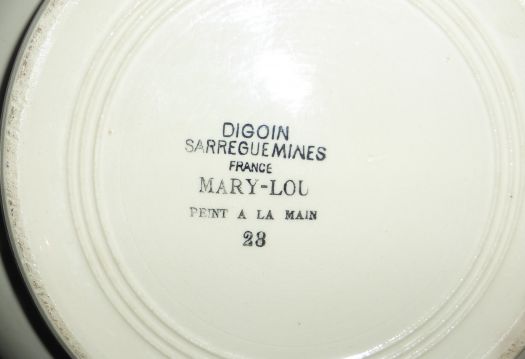 DIGOIN
SARREGUEMINES
FRANCE
MARY-LOU
PEINT A LA MAIN
28